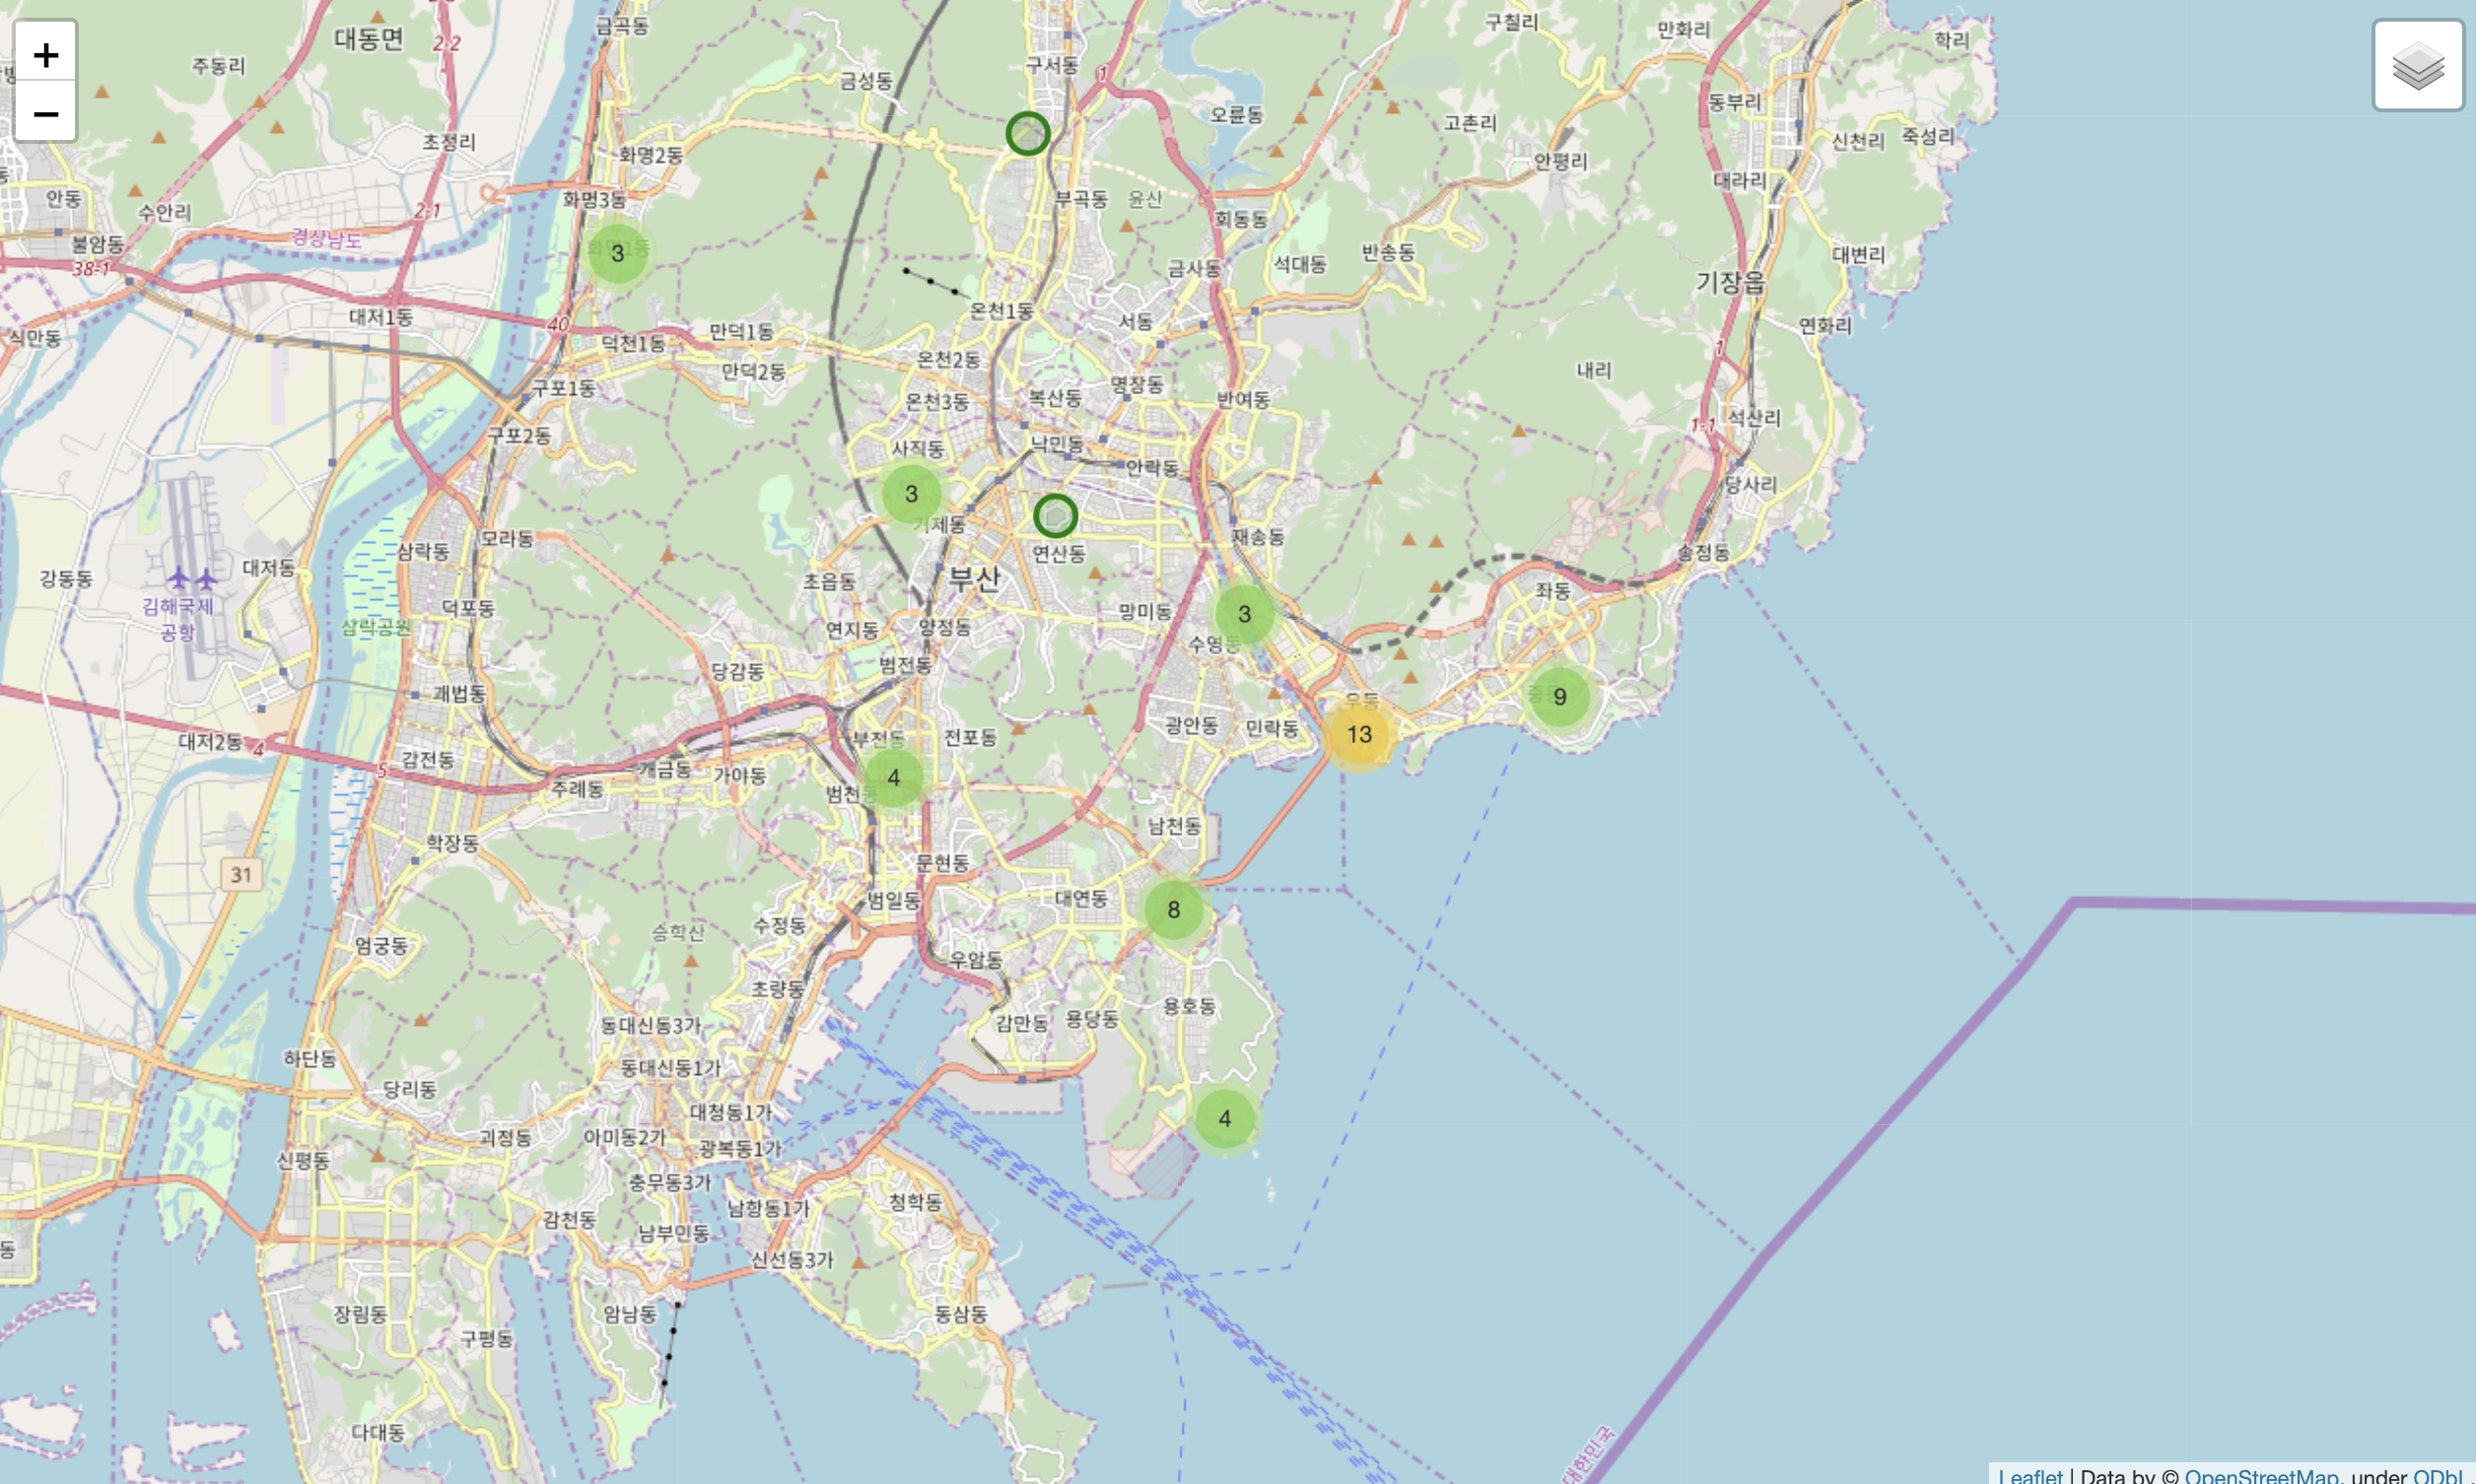 +
−
금곡동
대동면
2-2
구칠리
만화리
학리
주동리
구서동
1
금성동
동부리
오륜동
고촌리
초정리
신천리
죽성리
화명2동
안평리
대라리
안동
화명3동
부곡동
윤산
수안리
2-1
회동동
경상남도
불암동
3
반송동
대변리
38-1
금사동
석대동
기장읍
온천1동
대저1동
40
서동
연화리
식만동
만덕1동
덕천1동
1
온천2동
만덕2동
내리
구포1동
명장동
복산동
온천3동
반여동
석산리
1-1
구포2동
사직동
낙민동
안락동
당사리
3
거제동
모라동
재송동
삼락동
연산동
송정동
대저동
강동동
부산
초읍동
좌동
김해국제
공항
덕포동
망미동
3
삼락공원
연지동
양정동
수영동
범전동
당감동
괘법동
9
우동
광안동
민락동
13
대저2동
4
부전동
전포동
감전동
5
개금동
가야동
4
주례동
범천동
남천동
학장동
문현동
31
범일동
대연동
8
수정동
승학산
엄궁동
우암동
초량동
용호동
감만동
용당동
동대신동3가
하단동
동대신동1가
당리동
대청동1가
4
괴정동
아미동2가
광복동1가
신평동
충무동3가
청학동
남항동1가
감천동
남부민동
동
신선동3가
장림동
암남동
동삼동
구평동
다대동
대한민국
Leaflet | Data by © OpenStreetMap, under ODbL